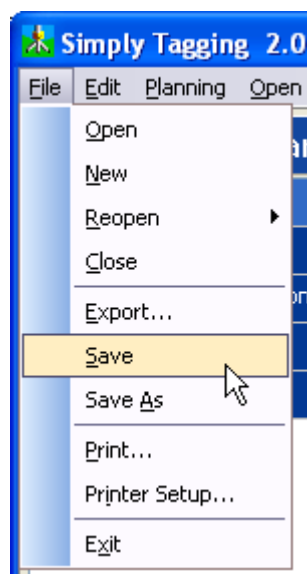 Simply Tagging 2.0
File Edit Planning Open
Open
New
Reopen
Close
Export...
Save
Save As
Print...
Printer Setup...
Exit